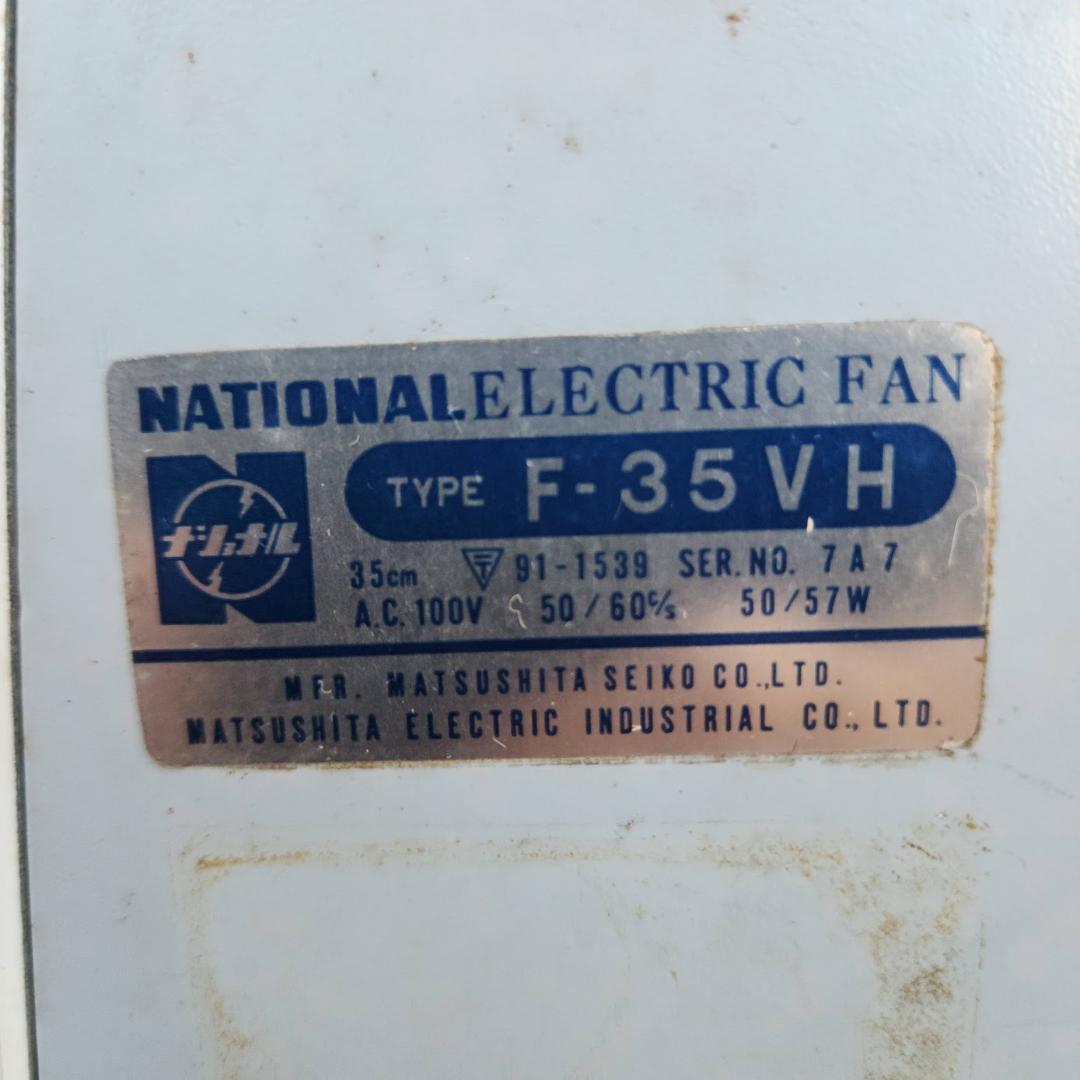 NATIONAL ELECTRIC FAN
TYPE F-35VH
ナショナル
35cm 〒 91-1539 SER. NO. 7A7
A.C. 100V 50/60c/s 50/57W
MFR. MATSUSHITA SEIKO CO.,LTD.
MATSUSHITA ELECTRIC INDUSTRIAL CO., LTD.